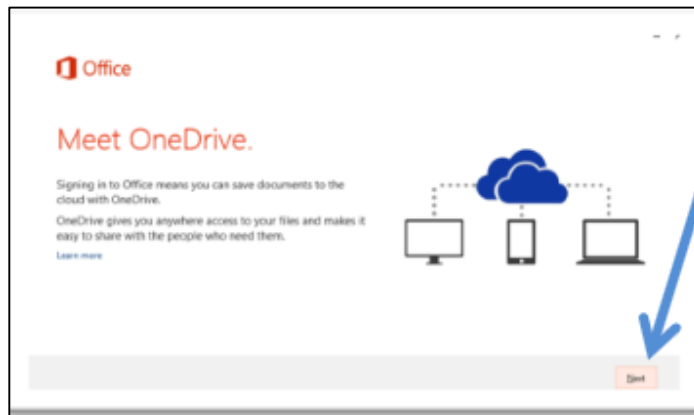 Office
Meet OneDrive.
Signing in to Office means you can save documents to the
cloud with OneDrive.
OneDrive gives you anywhere access to your files and makes it
easy to share with the people who need them.
Learn more
Next